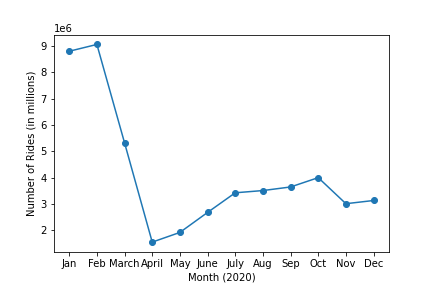 1e6
9
8
7
6
5
4
3
2
Number of Rides (in millions)
Jan Feb March April May June July Aug Sep Oct Nov Dec
Month (2020)